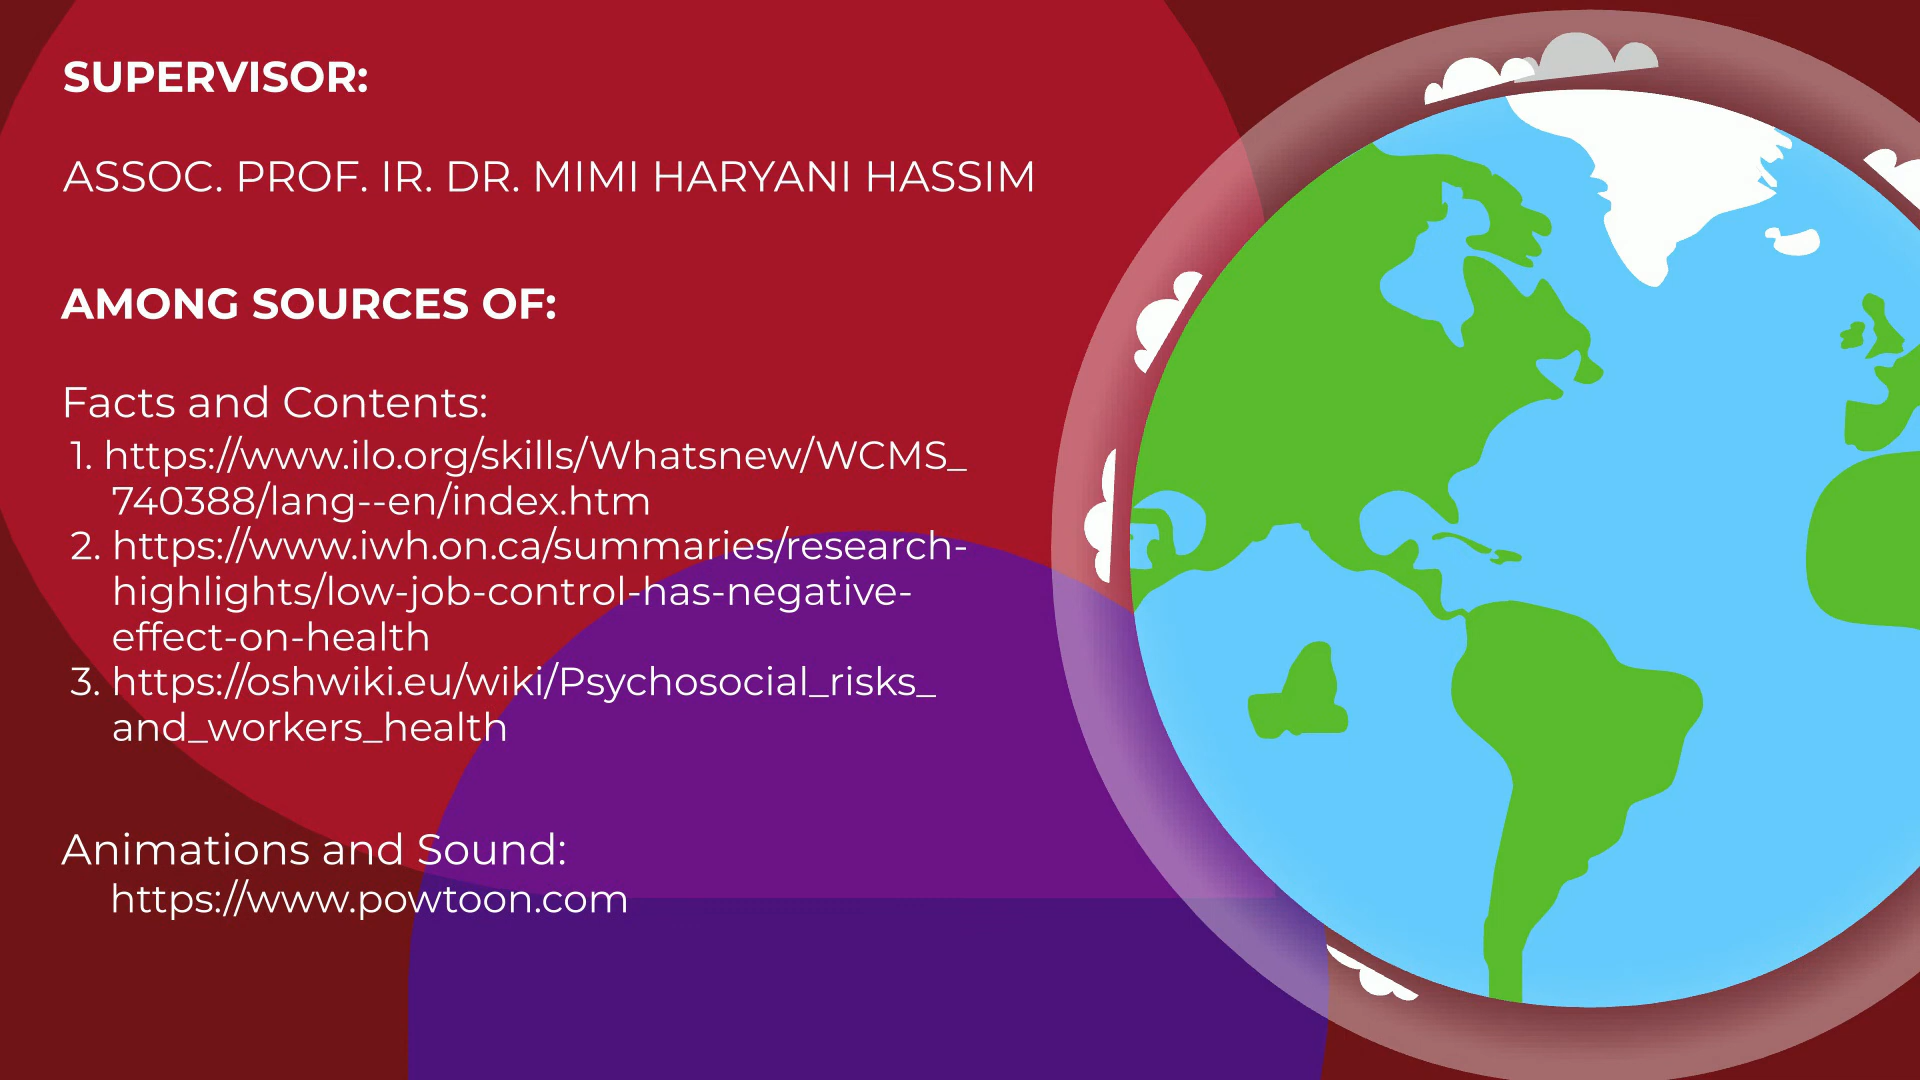 SUPERVISOR:
ASSOC. PROF. IR. DR. MIMI HARYANI HASSIM
AMONG SOURCES OF:
Facts and Contents:
1. https://www.ilo.org/skills/Whatsnew/WCMS_
740388/lang--en/index.htm
2. https://www.iwh.on.ca/summaries/research-
highlights/low-job-control-has-negative-
effect-on-health
3. https://oshwiki.eu/wiki/Psychosocial_risks_
and_workers_health
Animations and Sound:
https://www.powtoon.com